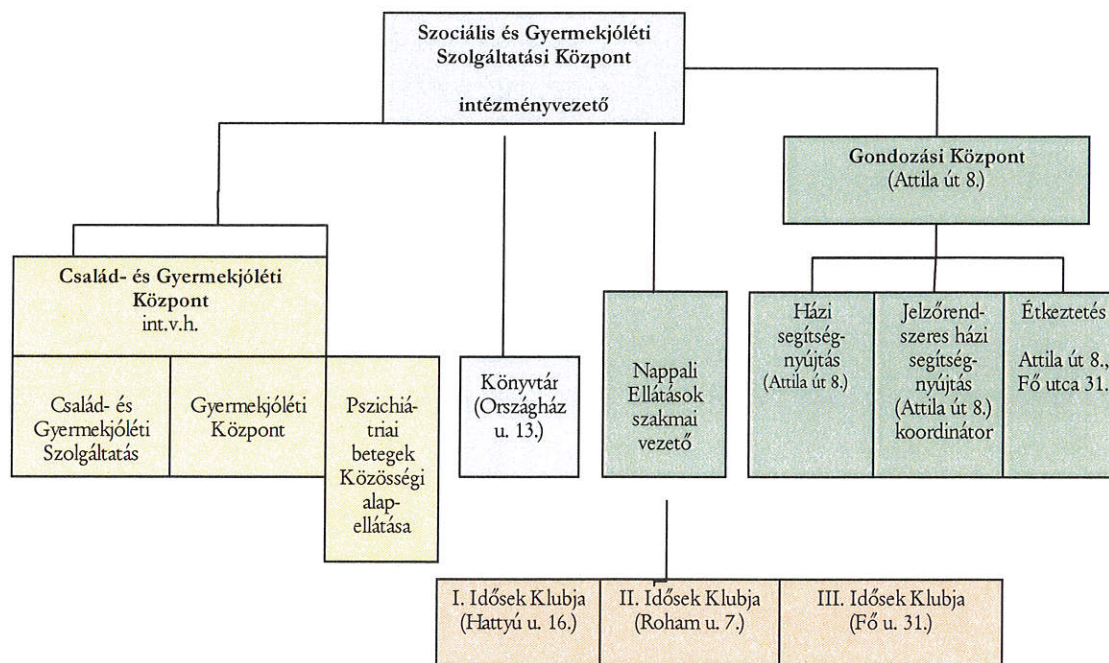 Szociális és Gyermekjóléti
Szolgáltatási Központ
intézményvezető
Gondozási Központ
(Attila út 8.)
Család- és Gyermekjóléti
Központ
int.v.h.
Család- és
Gyermekjóléti
Szolgáltatás
Gyermekjóléti
Központ
Pszichiá-
triai
betegek
Közösségi
alap-
ellátása
Könyvtár
(Országház
u. 13.)
Nappali
Ellátások
szakmai
vezető
Házi
segítség-
nyújtás
(Attila út 8.)
Jelzőrend-
szeres házi
segítség-
nyújtás
(Attila út 8.)
koordinátor
Étkeztetés
Attila út 8.,
Fő utca 31.
I. Idősek Klubja
(Hattyú u. 16.)
II. Idősek Klubja
(Roham u. 7.)
III. Idősek Klubja
(Fő u. 31.)